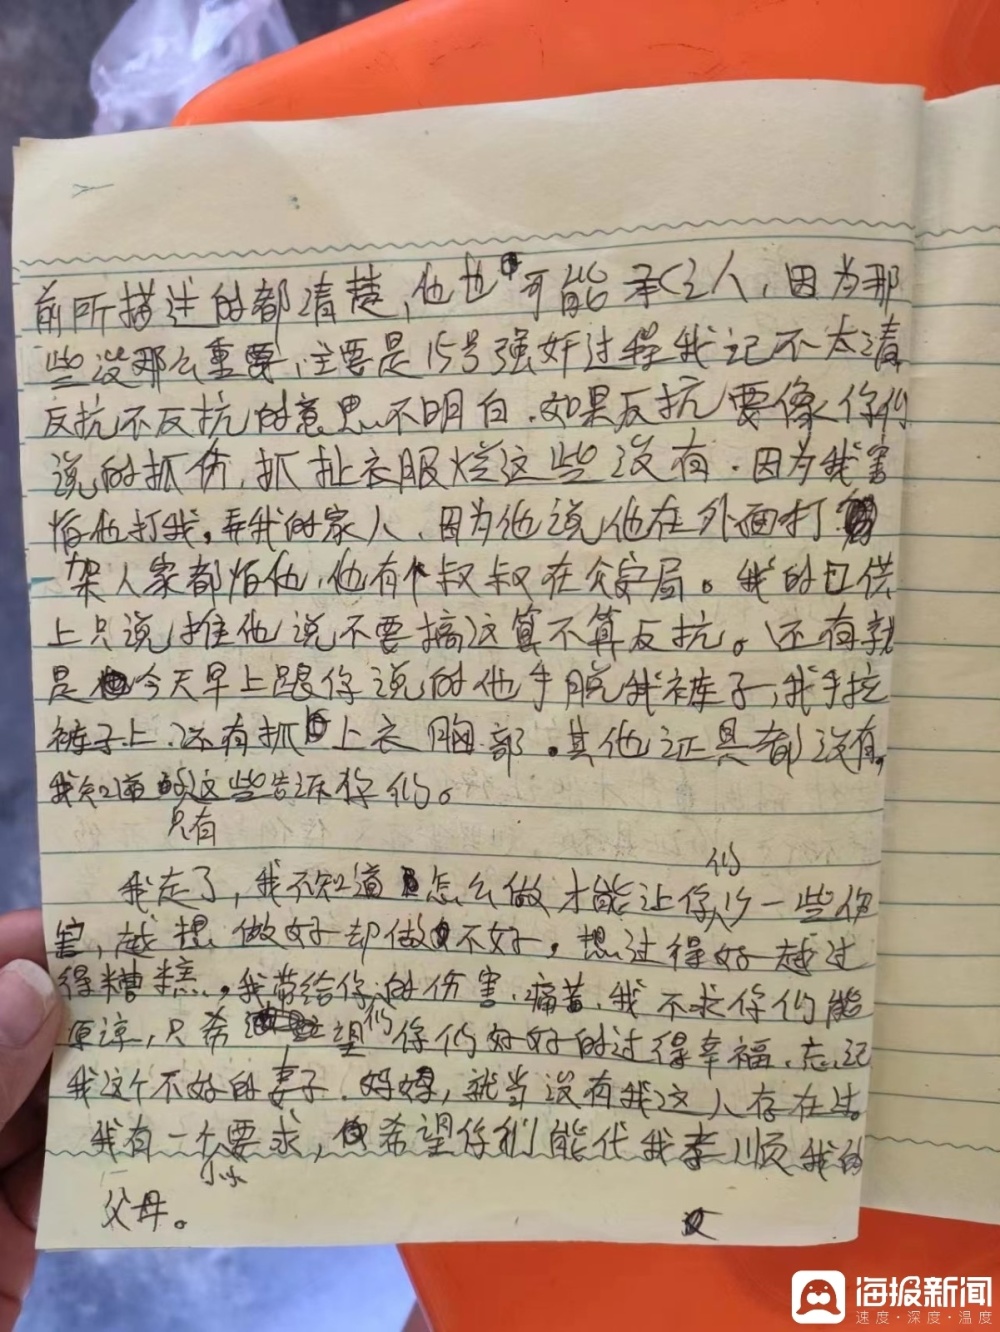 前所描述的都清楚，他也可能承认人，因为那
些没那么重要，主要是15号强奸过程我记不太清
反抗不反抗的意思不明白．如果反抗要像你们
说的抓伤，抓扯衣服烂这些没有．因为我害
怕他打我，弄我的家人，因为他说他在外面打
架人家都怕他，他有个叔叔在公安局。我的口供
上只说推他说不要搞这算不算反抗。还有就
是今天早上跟你说的他手脱我裤子，我手拉
裤子上．还有抓上衣胸部。其他证具都没有，
我知道的这些告诉你们。
只有
我走了，我不知道怎么做才能让你们少一些伤
害，越想做好却做不好，想过得好越过
得糟糕。我带给你们的伤害，痛苦，我不求你们能
原谅，只希望你们好好的过得幸福，忘记
我这个不好的妻子．妈妈，就当没有我这人存在过。
我有一个小小要求，希望你们能代我孝顺我的
父母。
海报新闻
速度·深度·温度